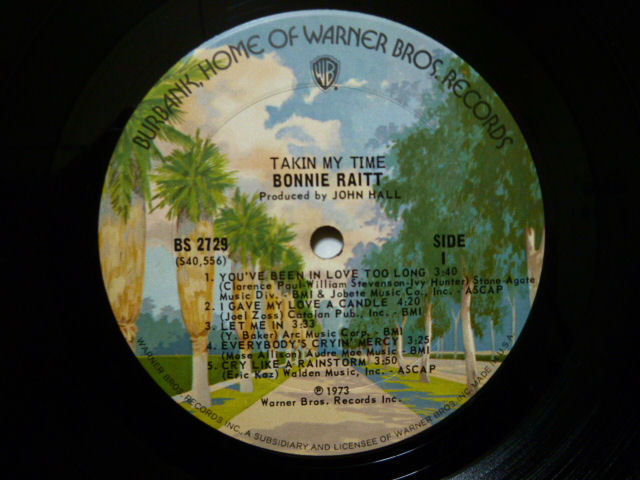 BURBANK, HOME OF WARNER BROS. RECORDS
WB
TAKIN MY TIME
BONNIE RAITT
Produced by JOHN HALL
BS 2729
(S40,556)
SIDE
1
1. YOU'VE BEEN IN LOVE TOO LONG 3:40
(Clarence Paul-William Stevenson-Ivy Hunter) Stone-Agate
Music Div. - BMI & Jobete Music Co., Inc. - ASCAP
2. I GAVE MY LOVE A CANDLE 4:20
(Joel Zoss) Catalan Pub., Inc. - BMI
3. LET ME IN 3:33
(Y. Baker) Arc Music Corp. - BMI
4. EVERYBODY'S CRYIN' MERCY 3:25
(Mose Allison) Audre Mae Music - BMI
5. CRY LIKE A RAINSTORM 3:50
(Eric Kaz) Walden Music, Inc. - ASCAP
℗ 1973
Warner Bros. Records Inc.
WARNER BROS. RECORDS INC., A SUBSIDIARY AND LICENSEE OF WARNER BROS. INC. MADE IN U.S.A.